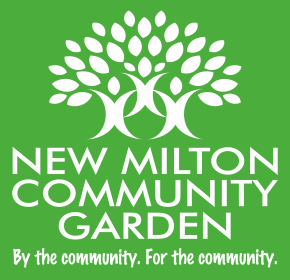 NEW MILTON
COMMUNITY
GARDEN
By the community. For the community.